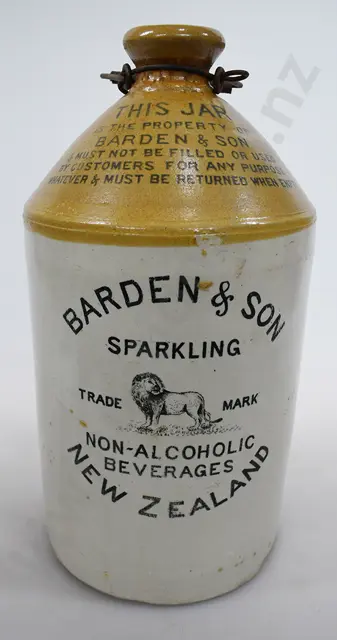 THIS JAR
IS THE PROPERTY OF
BARDEN & SON
& MUST NOT BE FILLED OR USED
BY CUSTOMERS FOR ANY PURPOSE
WHATEVER & MUST BE RETURNED WHEN
BARDEN & SON
SPARKLING
TRADE MARK
NON-ALCOHOLIC
BEVERAGES
NEW ZEALAND